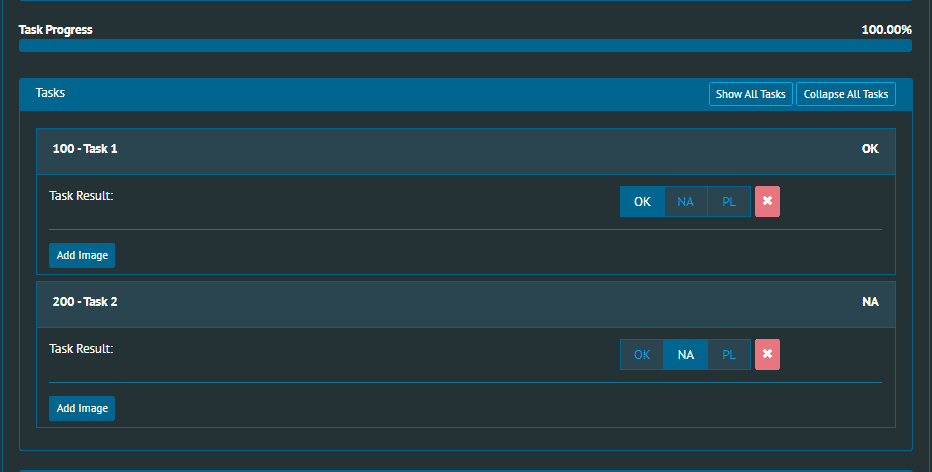 Task Progress 100.00%
Tasks Show All Tasks Collapse All Tasks
100 - Task 1 OK
Task Result: OK NA PL ✖
Add Image
200 - Task 2 NA
Task Result: OK NA PL ✖
Add Image